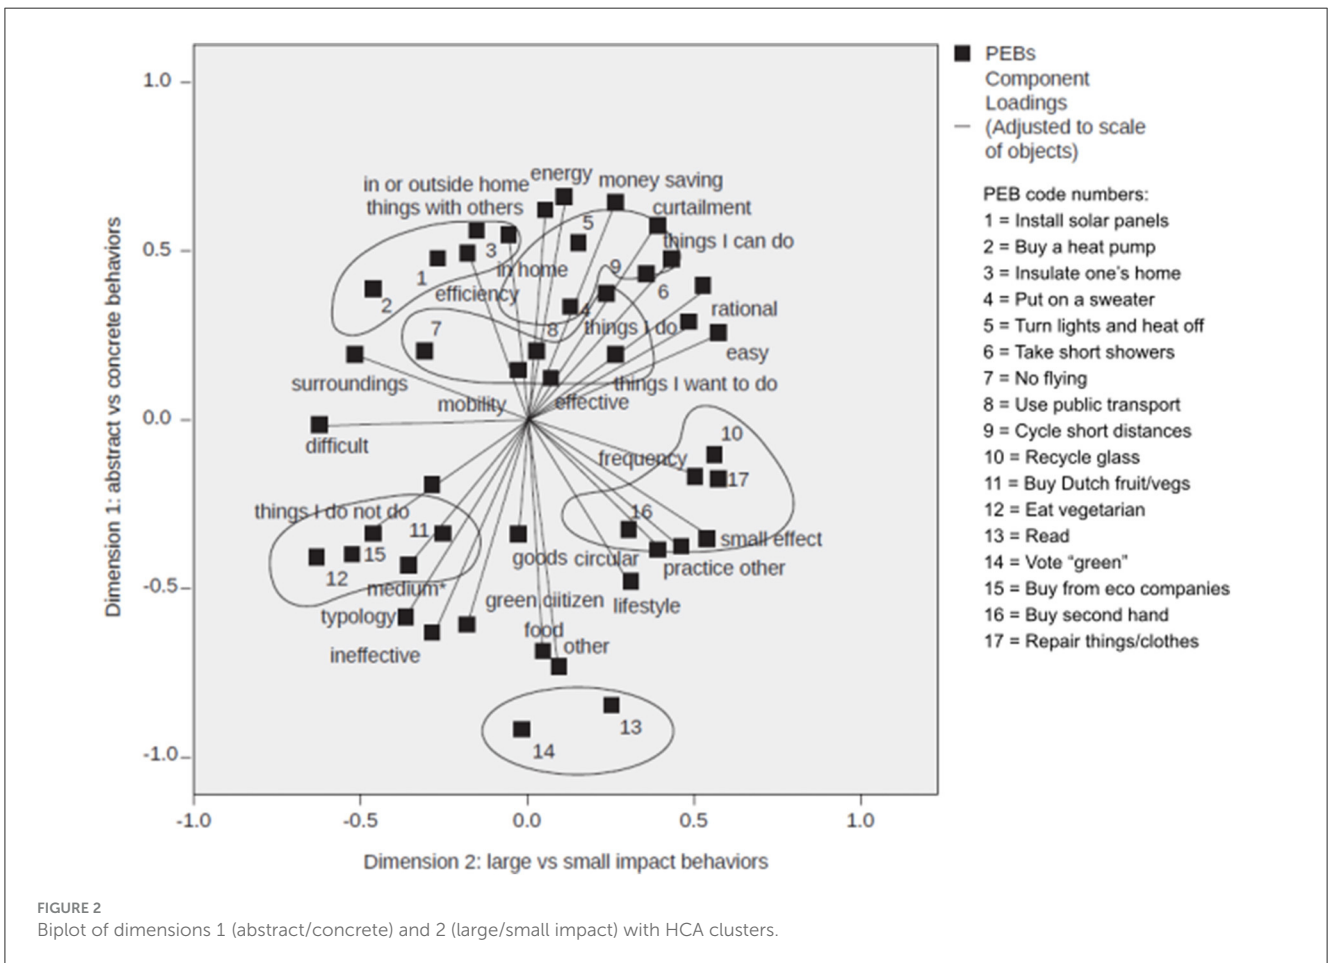 PEBs
Component
Loadings
(Adjusted to scale
of objects)
PEB code numbers:
1 = Install solar panels
2 = Buy a heat pump
3 = Insulate one's home
4 = Put on a sweater
5 = Turn lights and heat off
6 = Take short showers
7 = No flying
8 = Use public transport
9 = Cycle short distances
10 = Recycle glass
11 = Buy Dutch fruit/vegs
12 = Eat vegetarian
13 = Read
14 = Vote “green”
15 = Buy from eco companies
16 = Buy second hand
17 = Repair things/clothes
Dimension 1: abstract vs concrete behaviors
1.0
0.5
0.0
-0.5
-1.0
energy
in or outside home
money saving
things with others
curtailment
5
things I can do
3
in home
9
1
efficiency
6
2
4
rational
7
8
things I do
easy
surroundings
things I want to do
mobility
effective
difficult
10
frequency
17
things I do not do
16
11
small effect
15
goods
circular
practice other
12
medium*
green ciitizen
lifestyle
typology
food
other
ineffective
13
14
-1.0
-0.5
0.0
0.5
1.0
Dimension 2: large vs small impact behaviors
FIGURE 2
Biplot of dimensions 1 (abstract/concrete) and 2 (large/small impact) with HCA clusters.